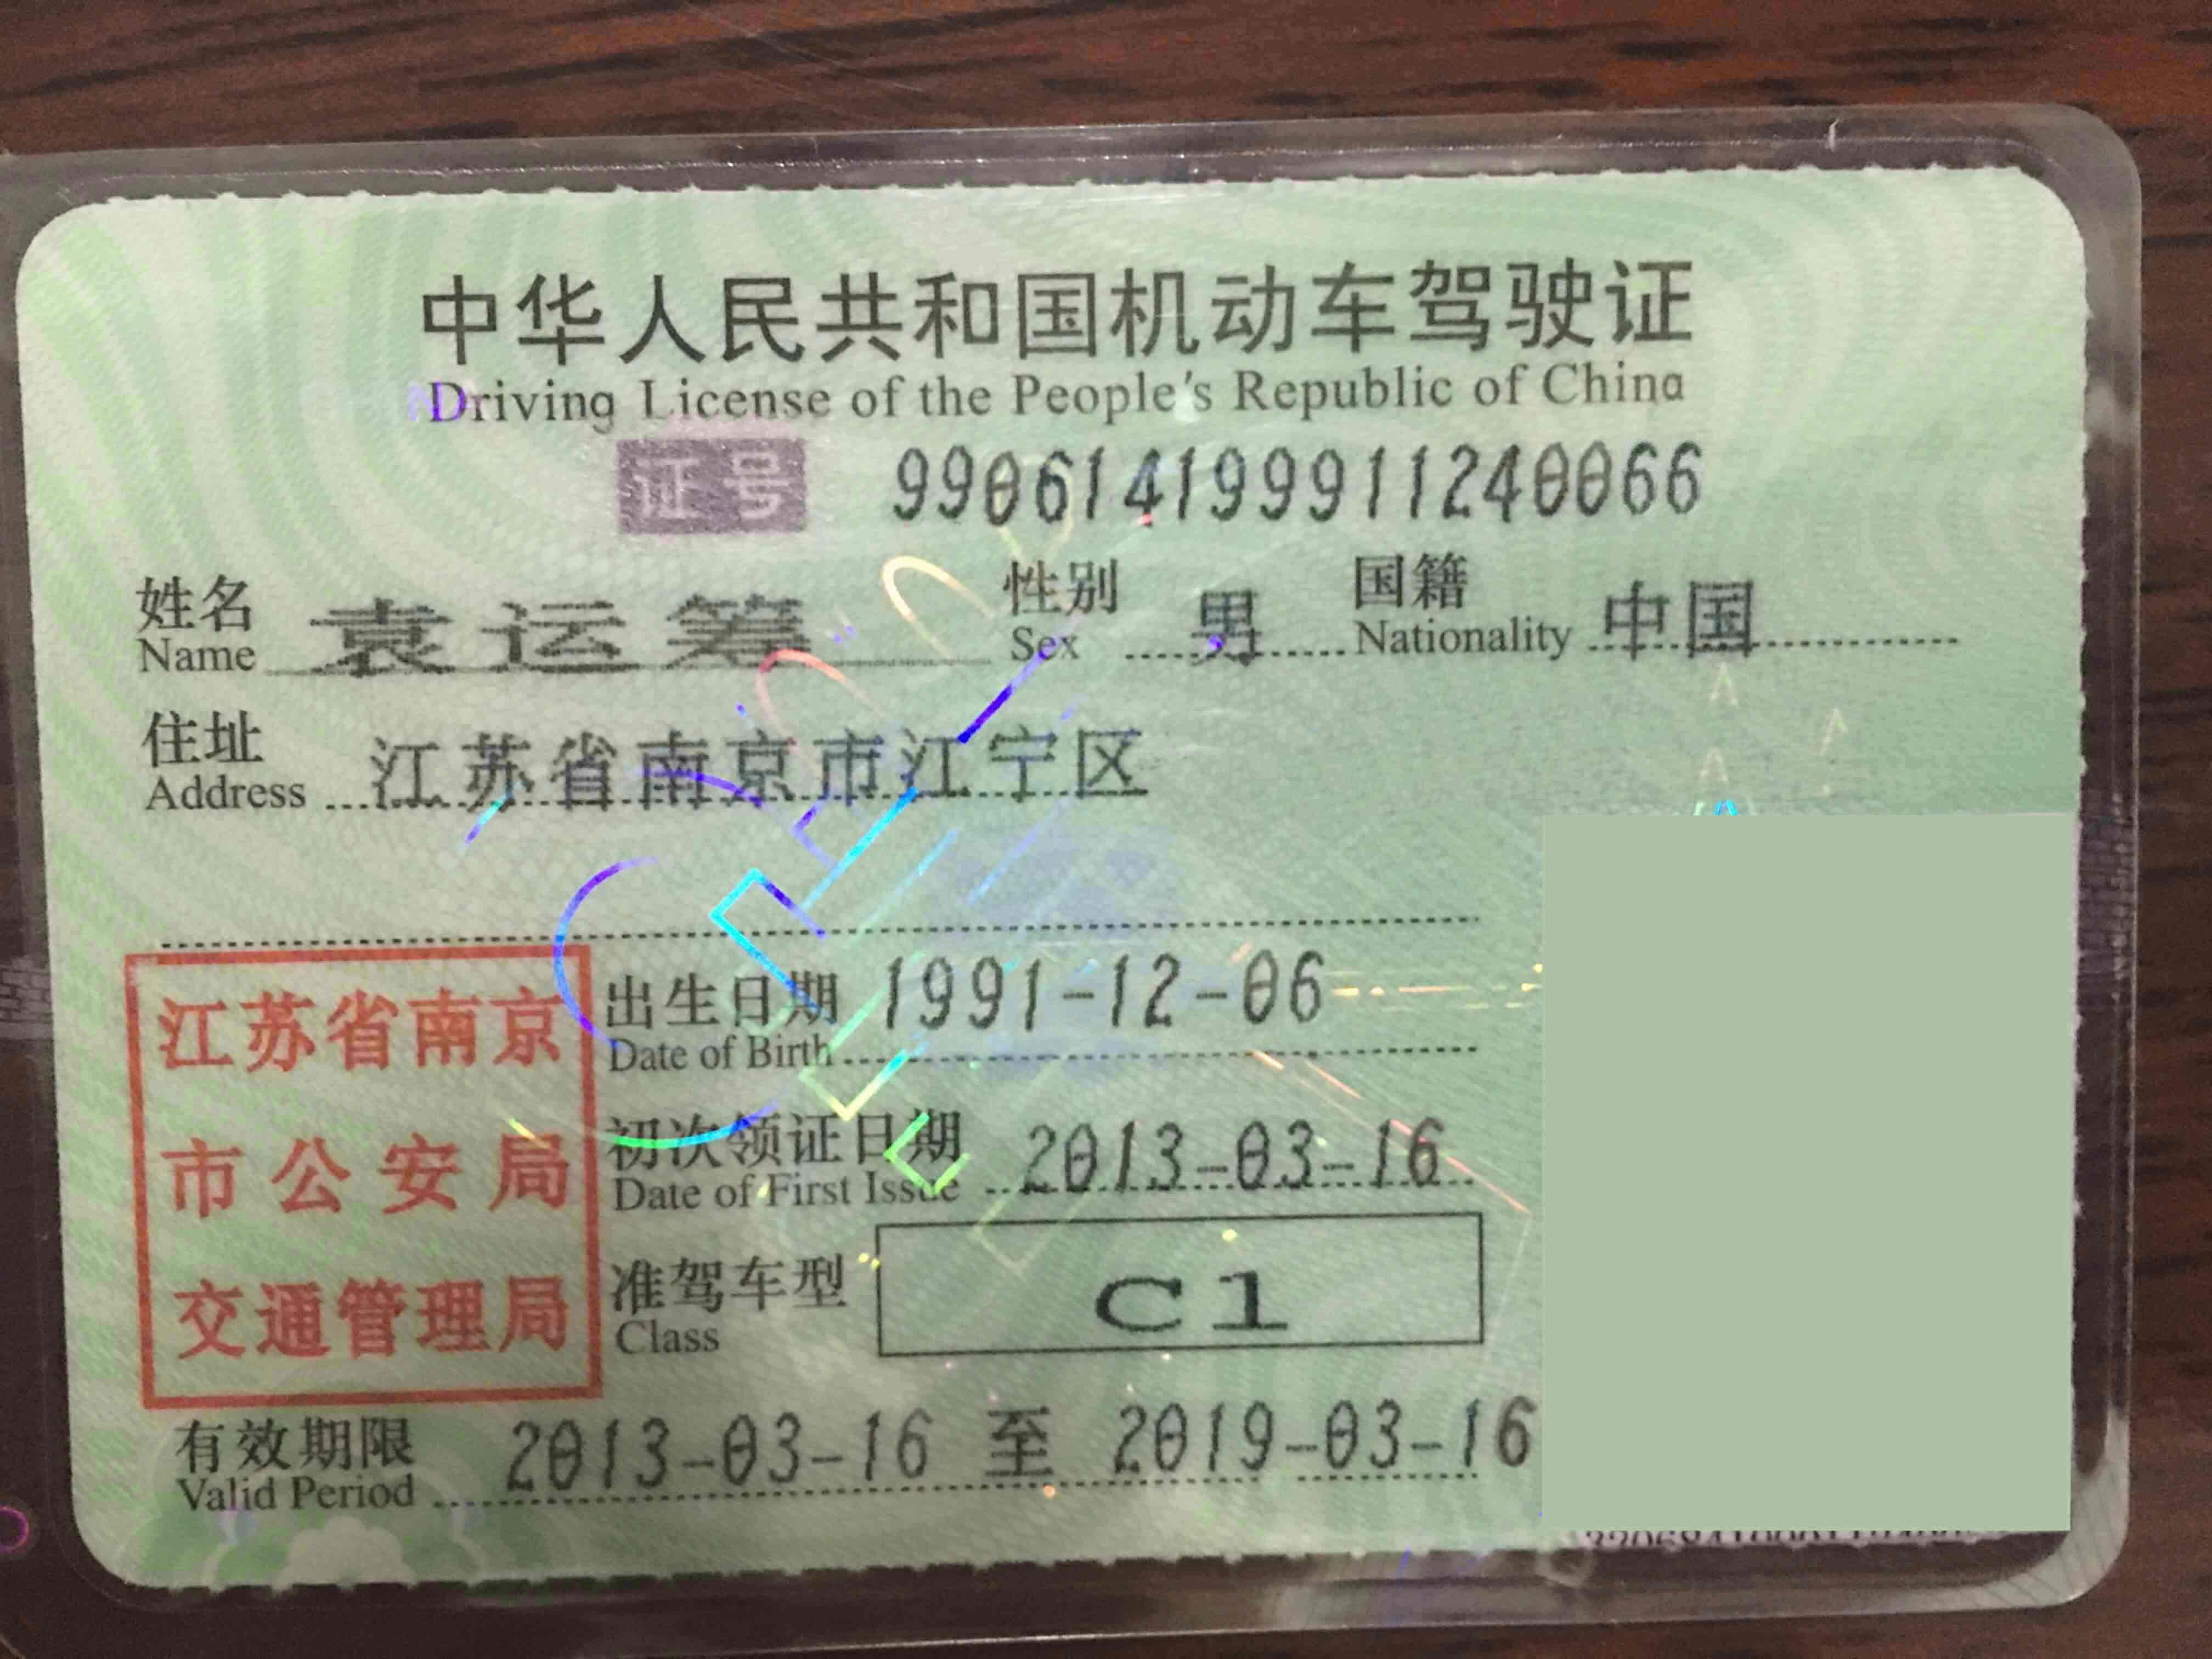 中华人民共和国机动车驾驶证
Driving License of the People's Republic of China
证号 990614199911240066
姓名 袁运筹 性别 男 国籍 中国
Name Sex Nationality
住址 江苏省南京市江宁区
Address
江苏省南京
市公安局
交通管理局
出生日期 1991-12-06
Date of Birth
初次领证日期 2013-03-16
Date of First Issue
准驾车型 C1
Class
有效期限 2013-03-16 至 2019-03-16
Valid Period